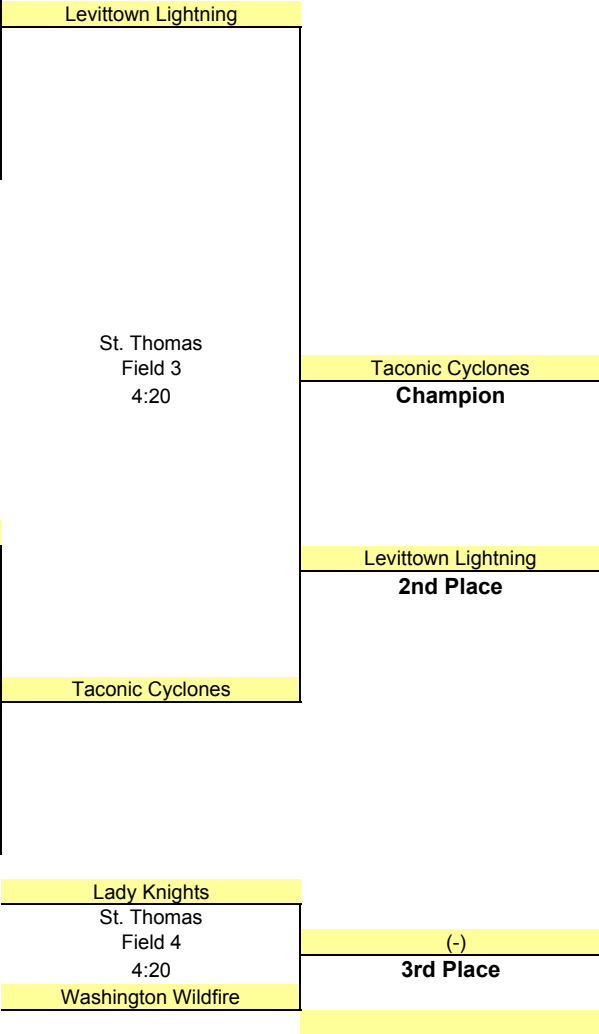 Levittown Lightning
St. Thomas
Field 3
4:20
Taconic Cyclones
Champion
Levittown Lightning
2nd Place
Taconic Cyclones
Lady Knights
St. Thomas
Field 4
4:20
(-)
3rd Place
Washington Wildfire